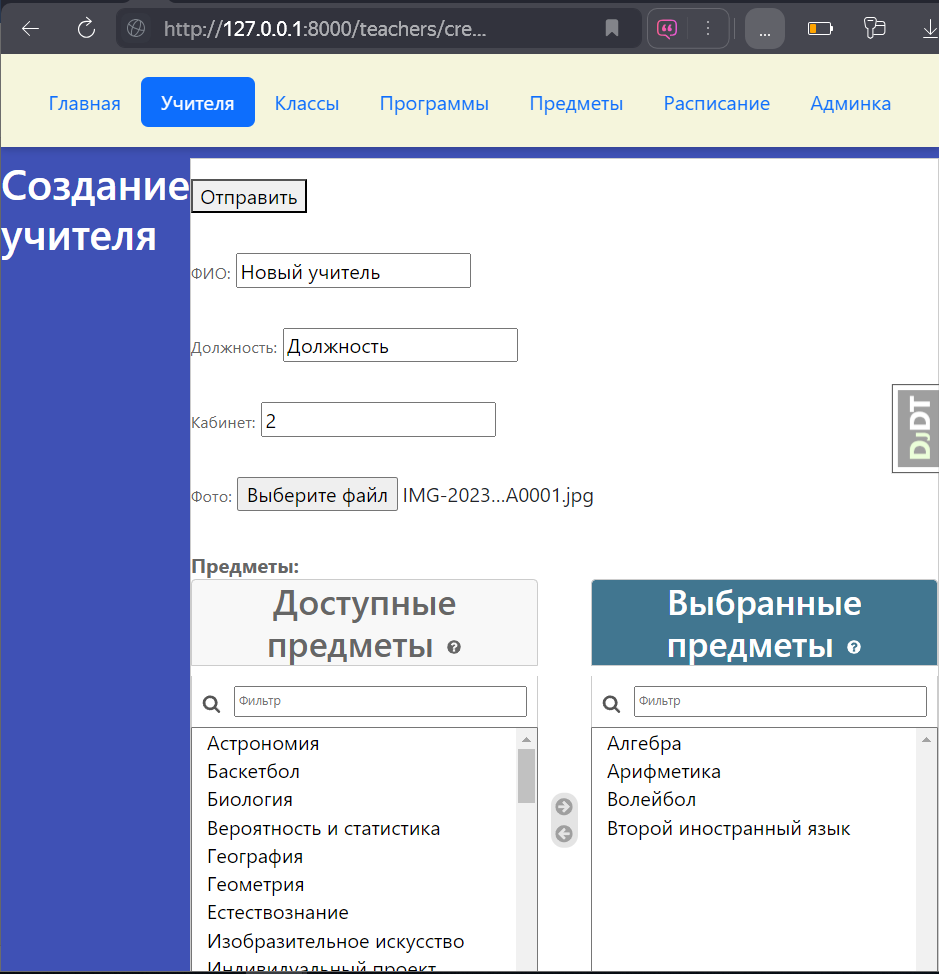 http://127.0.0.1:8000/teachers/cre...
...
Главная Учителя Классы Программы Предметы Расписание Админка
Создание
учителя
Отправить
ФИО: Новый учитель
Должность: Должность
Кабинет: 2
Фото: Выберите файл IMG-2023...A0001.jpg
DJDT
Предметы:
Доступные
предметы ?
Фильтр
Астрономия
Баскетбол
Биология
Вероятность и статистика
География
Геометрия
Естествознание
Изобразительное искусство
Индивидуальный проект
Выбранные
предметы ?
Фильтр
Алгебра
Арифметика
Волейбол
Второй иностранный язык